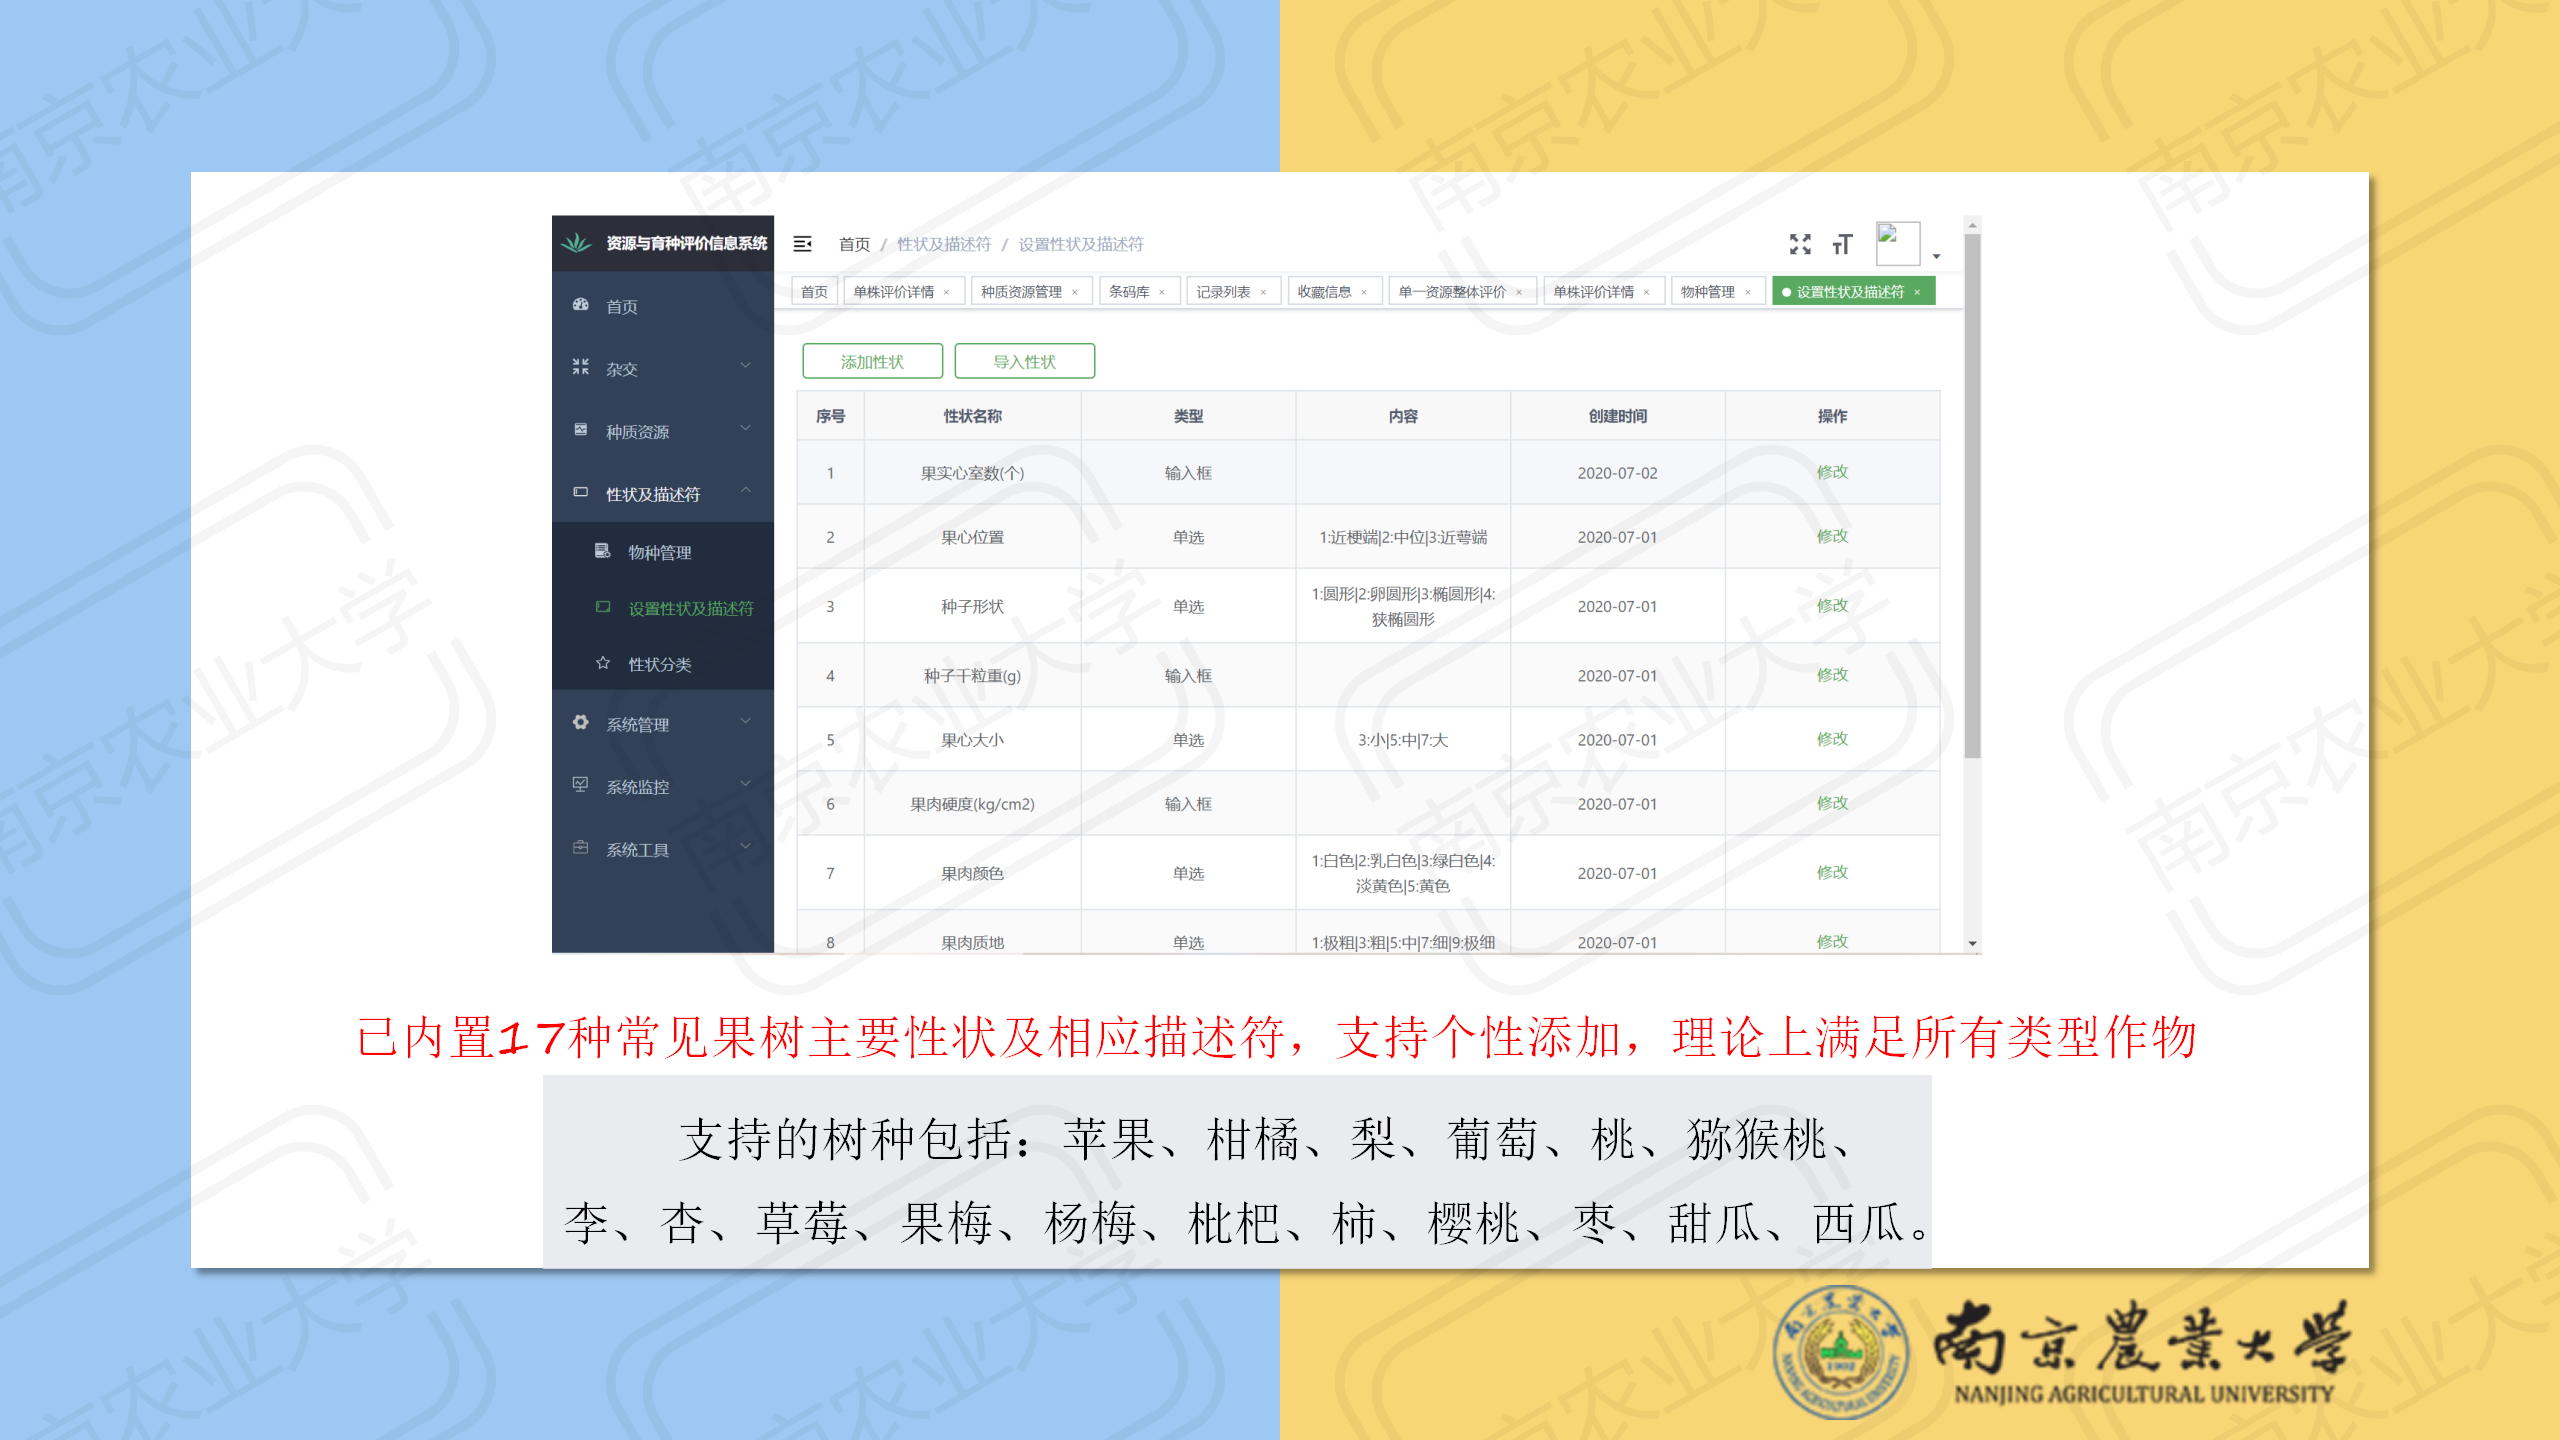 资源与育种评价信息系统
首页 / 性状及描述符 / 设置性状及描述符
首页 单株评价详情 × 种质资源管理 × 条码库 × 记录列表 × 收藏信息 × 单一资源整体评价 × 单株评价详情 × 物种管理 × 设置性状及描述符 ×
首页
杂交
种质资源
性状及描述符
物种管理
设置性状及描述符
性状分类
系统管理
系统监控
系统工具
添加性状 导入性状
序号 性状名称 类型 内容 创建时间 操作
1 果实心室数(个) 输入框 2020-07-02 修改
2 果心位置 单选 1:近梗端|2:中位|3:近萼端 2020-07-01 修改
3 种子形状 单选 1:圆形|2:卵圆形|3:椭圆形|4:
狭椭圆形 2020-07-01 修改
4 种子千粒重(g) 输入框 2020-07-01 修改
5 果心大小 单选 3:小|5:中|7:大 2020-07-01 修改
6 果肉硬度(kg/cm2) 输入框 2020-07-01 修改
7 果肉颜色 单选 1:白色|2:乳白色|3:绿白色|4:
淡黄色|5:黄色 2020-07-01 修改
8 果肉质地 单选 1:极粗|3:粗|5:中|7:细|9:极细 2020-07-01 修改
已内置17种常见果树主要性状及相应描述符，支持个性添加，理论上满足所有类型作物
支持的树种包括：苹果、柑橘、梨、葡萄、桃、猕猴桃、
李、杏、草莓、果梅、杨梅、枇杷、柿、樱桃、枣、甜瓜、西瓜。
南京農業大學
NANJING AGRICULTURAL UNIVERSITY
南京农业大学